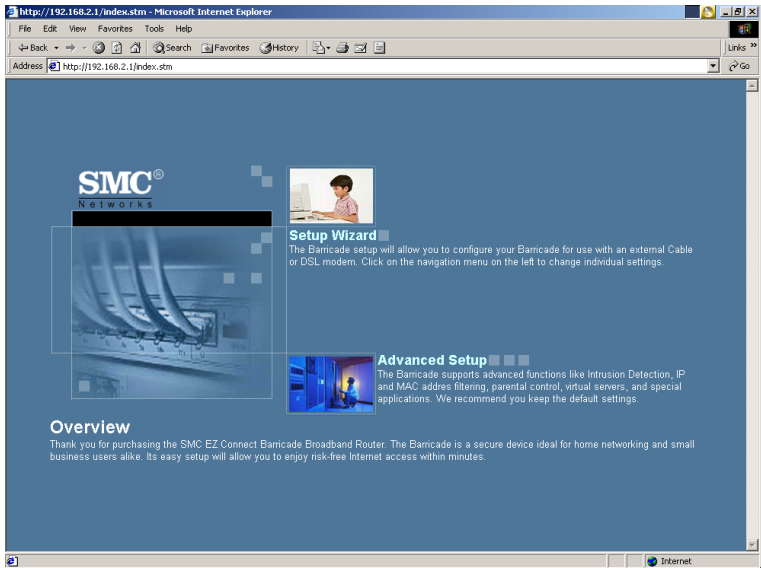 http://192.168.2.1/index.stm - Microsoft Internet Explorer
File Edit View Favorites Tools Help
Back Search Favorites History Links »
Address http://192.168.2.1/index.stm Go
SMC®
Networks
Setup Wizard
The Barricade setup will allow you to configure your Barricade for use with an external Cable
or DSL modem. Click on the navigation menu on the left to change individual settings.
Advanced Setup
The Barricade supports advanced functions like Intrusion Detection, IP
and MAC addres filtering, parental control, virtual servers, and special
applications. We recommend you keep the default settings.
Overview
Thank you for purchasing the SMC EZ Connect Barricade Broadband Router. The Barricade is a secure device ideal for home networking and small
business users alike. Its easy setup will allow you to enjoy risk-free Internet access within minutes.
Internet